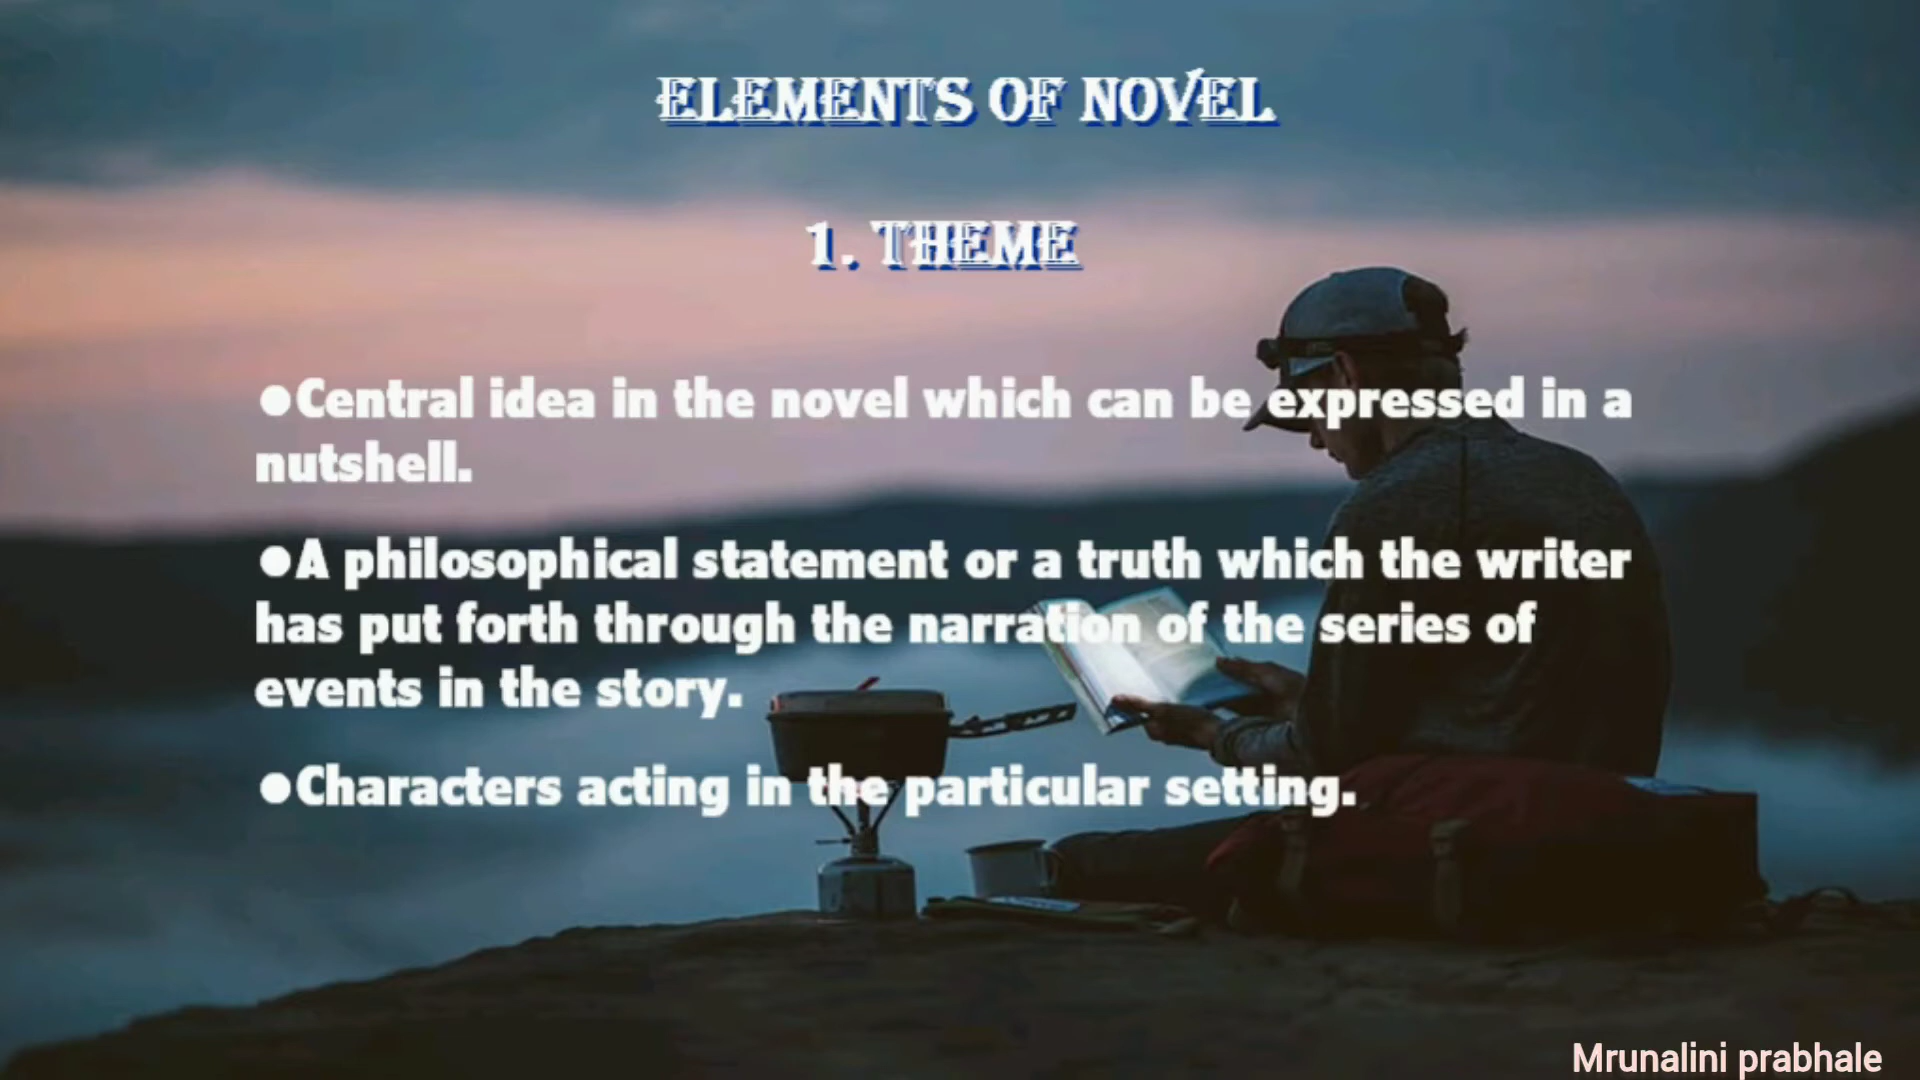 ELEMENTS OF NOVEL
1. THEME
●Central idea in the novel which can be expressed in a
nutshell.
●A philosophical statement or a truth which the writer
has put forth through the narration of the series of
events in the story.
●Characters acting in the particular setting.
Mrunalini prabhale